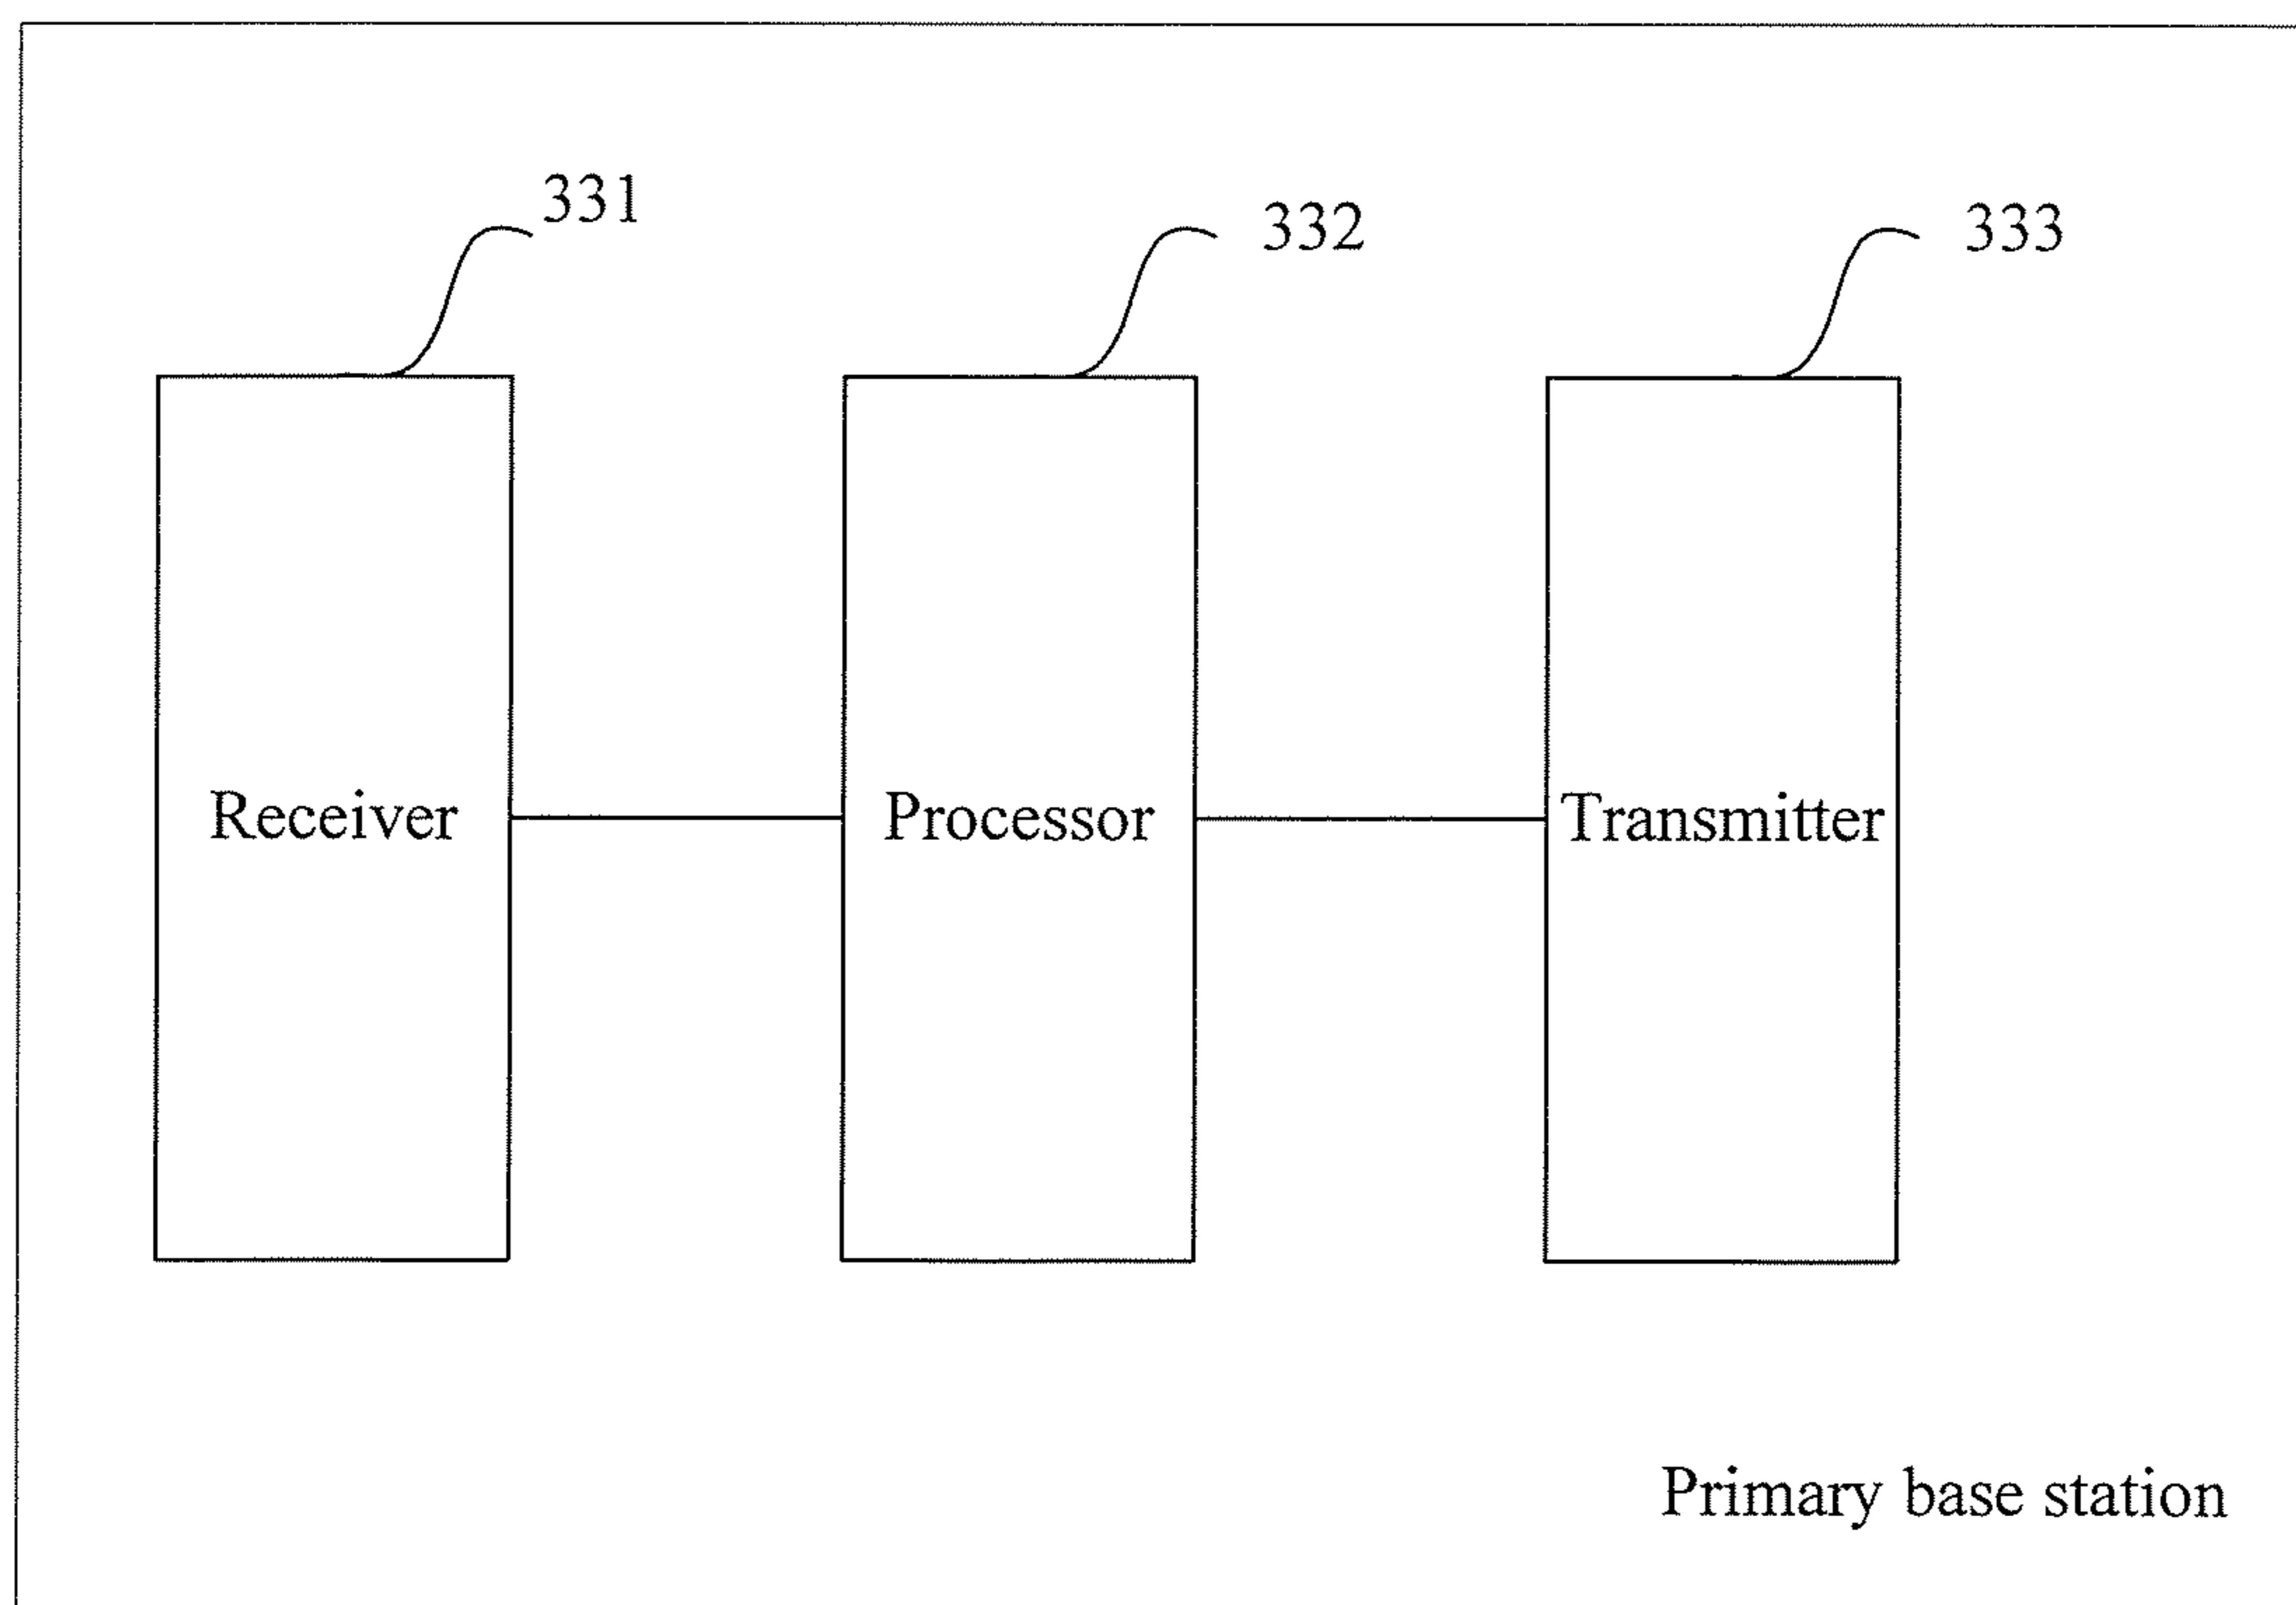 331
332
333
Receiver
Processor
Transmitter
Primary base station